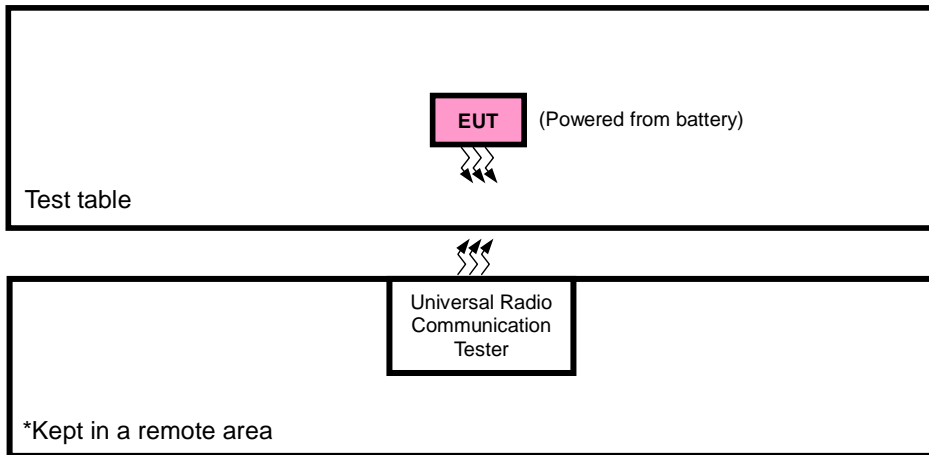 EUT
(Powered from battery)
Test table
Universal Radio
Communication
Tester
*Kept in a remote area